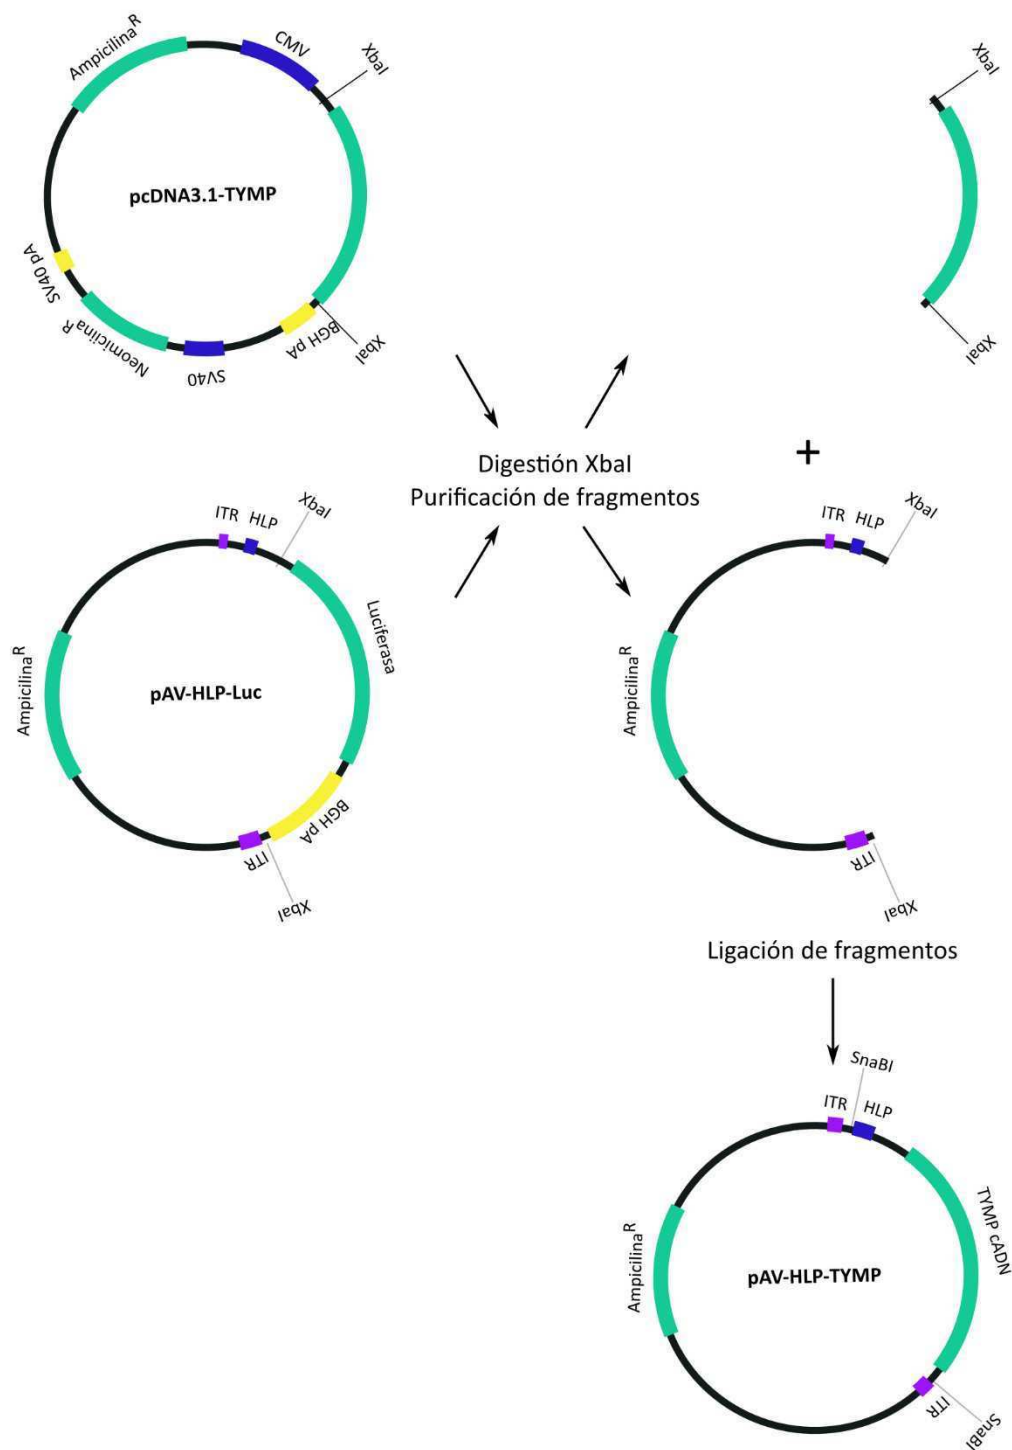 Ampicilina^R
CMV
XbaI
pcDNA3.1-TYMP
SV40 pA
Neomiclina^R
SV40
BGH pA
XbaI
XbaI
XbaI
Digestión XbaI
Purificación de fragmentos
+
ITR
HLP
XbaI
Luciferasa
Ampicilina^R
pAV-HLP-Luc
BGH pA
ITR
XbaI
ITR
HLP
XbaI
Ampicilina^R
ITR
XbaI
Ligación de fragmentos
SnaBI
ITR
HLP
TYMP cADN
Ampicilina^R
pAV-HLP-TYMP
ITR
SnaBI